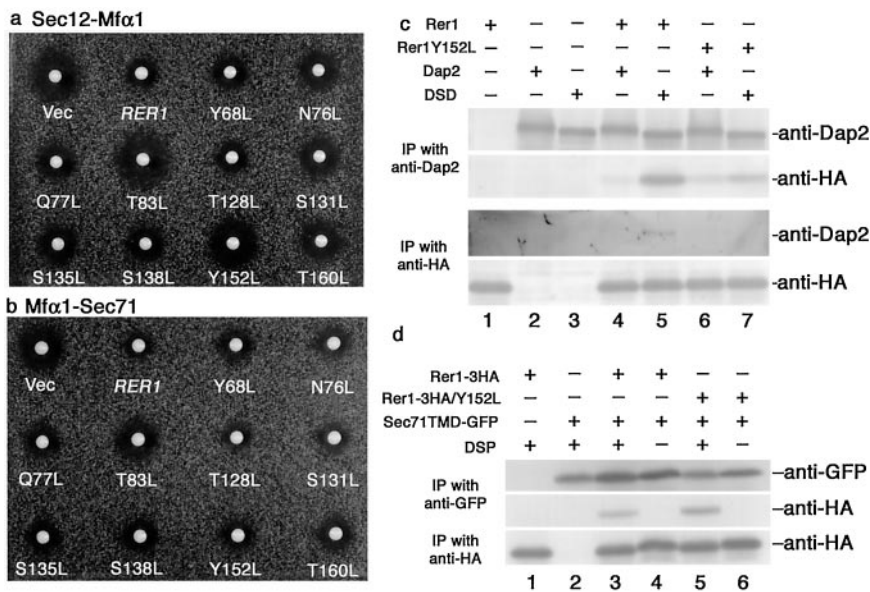 a Sec12-Mfα1
Vec RER1 Y68L N76L
Q77L T83L T128L S131L
S135L S138L Y152L T160L
b Mfα1-Sec71
Vec RER1 Y68L N76L
Q77L T83L T128L S131L
S135L S138L Y152L T160L
c Rer1 + − − + + − −
Rer1Y152L − − − − − + +
Dap2 − + − + − + −
DSD − − + − + − +
IP with anti-Dap2
-anti-Dap2
-anti-HA
IP with anti-HA
-anti-Dap2
-anti-HA
1 2 3 4 5 6 7
d
Rer1-3HA + − + + − −
Rer1-3HA/Y152L − − − − + +
Sec71TMD-GFP − + + + + +
DSP + + + − + −
IP with anti-GFP
-anti-GFP
-anti-HA
IP with anti-HA
-anti-HA
1 2 3 4 5 6